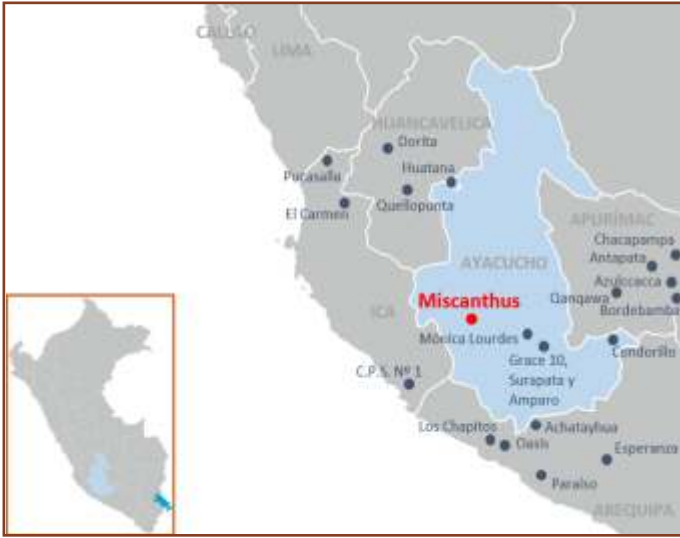 CALLAO
LIMA
HUANCAVELICA
Dorita
Pucasalla
Huatana
El Carmen
Quellopunta
APURÍMAC
Chacapampa
Antapata
AYACUCHO
Azulccacca
Qanqawa
Bordebamba
Miscanthus
ICA
Mónica Lourdes
Condorillo
Grace 10,
Surapata y
Amparo
C.P.S. Nº 1
Los Chapitos
Achatayhua
Oasis
Esperanza
Paraíso
AREQUIPA